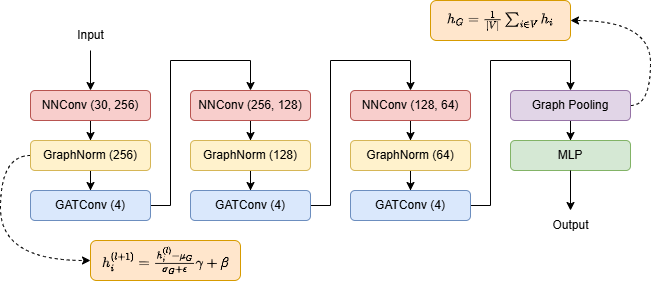 h_G = \frac{1}{|V|} \sum_{i \in V} h_i
Input
NNConv (30, 256)
NNConv (256, 128)
NNConv (128, 64)
Graph Pooling
GraphNorm (256)
GraphNorm (128)
GraphNorm (64)
MLP
GATConv (4)
GATConv (4)
GATConv (4)
Output
h_i^{(l+1)} = \frac{h_i^{(l)} - \mu_G}{\sigma_G + \epsilon} \gamma + \beta